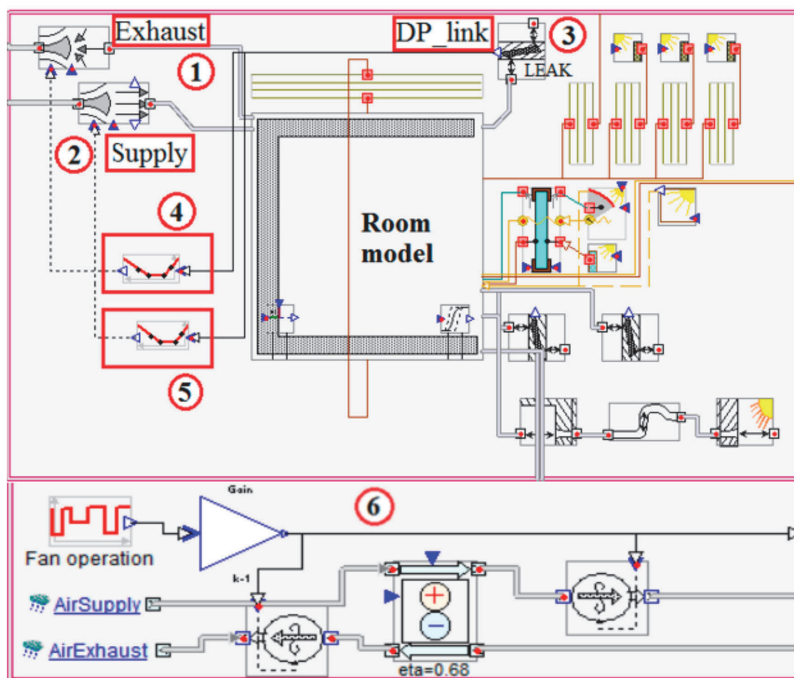 Exhaust
DP_link
3
1
LEAK
2
Supply
4
Room
model
5
6
Gain
Fan operation
k-1
AirSupply
AirExhaust
eta=0.68